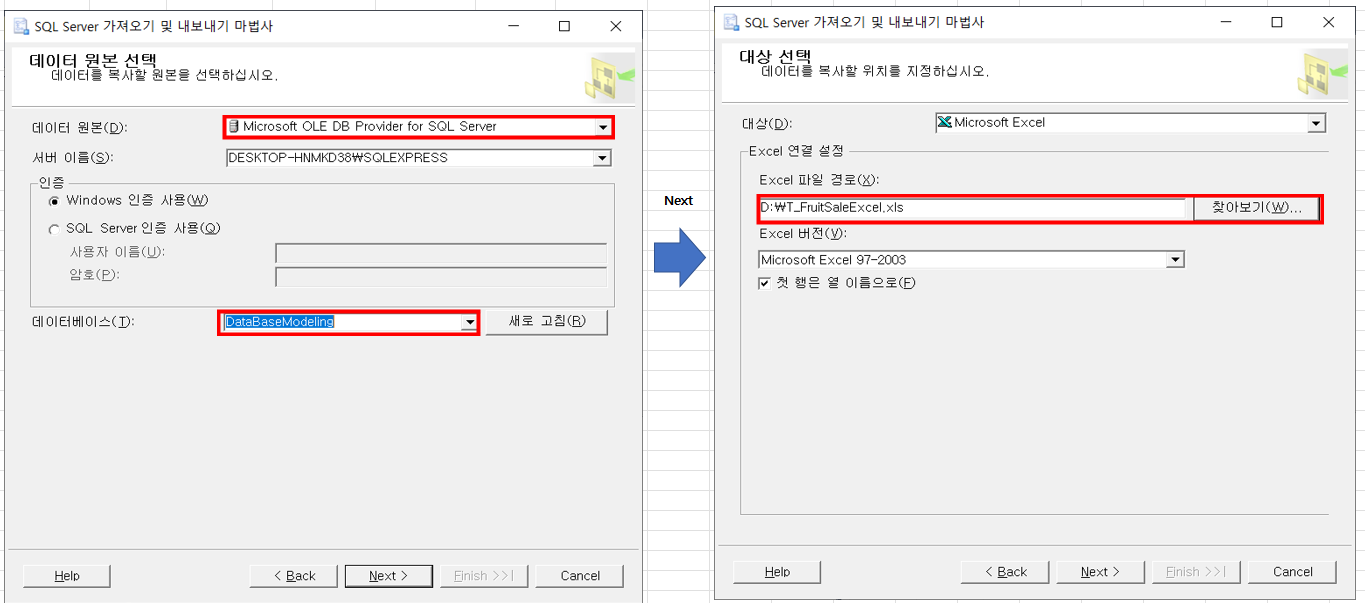 SQL Server 가져오기 및 내보내기 마법사
데이터 원본 선택
데이터를 복사할 원본을 선택하십시오.
데이터 원본(D):
Microsoft OLE DB Provider for SQL Server
서버 이름(S):
DESKTOP-HNMKD38₩SQLEXPRESS
인증
Windows 인증 사용(W)
SQL Server 인증 사용(Q)
사용자 이름(U):
암호(P):
데이터베이스(T):
DataBaseModeling
새로 고침(R)
Help
< Back
Next >
Finish >>|
Cancel
Next
SQL Server 가져오기 및 내보내기 마법사
대상 선택
데이터를 복사할 위치를 지정하십시오.
대상(D):
Microsoft Excel
Excel 연결 설정
Excel 파일 경로(X):
D:₩T_FruitSaleExcel.xls
찾아보기(W)...
Excel 버전(V):
Microsoft Excel 97-2003
첫 행은 열 이름으로(F)
Help
< Back
Next >
Finish >>|
Cancel